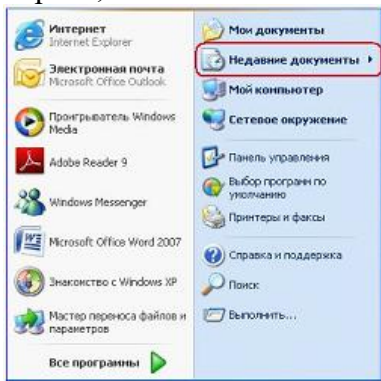 Интернет
Internet Explorer
Электронная почта
Microsoft Office Outlook
Проигрыватель Windows
Media
Adobe Reader 9
Windows Messenger
Microsoft Office Word 2007
Знакомство с Windows XP
Мастер переноса файлов и
параметров
Все программы
Мои документы
Недавние документы
Мой компьютер
Сетевое окружение
Панель управления
Выбор программ по
умолчанию
Принтеры и факсы
Справка и поддержка
Поиск
Выполнить...